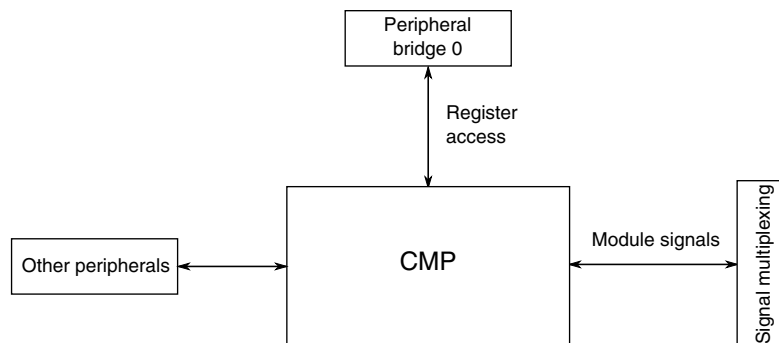 Peripheral
bridge 0
Register
access
CMP
Module signals
Other peripherals
Signal multiplexing